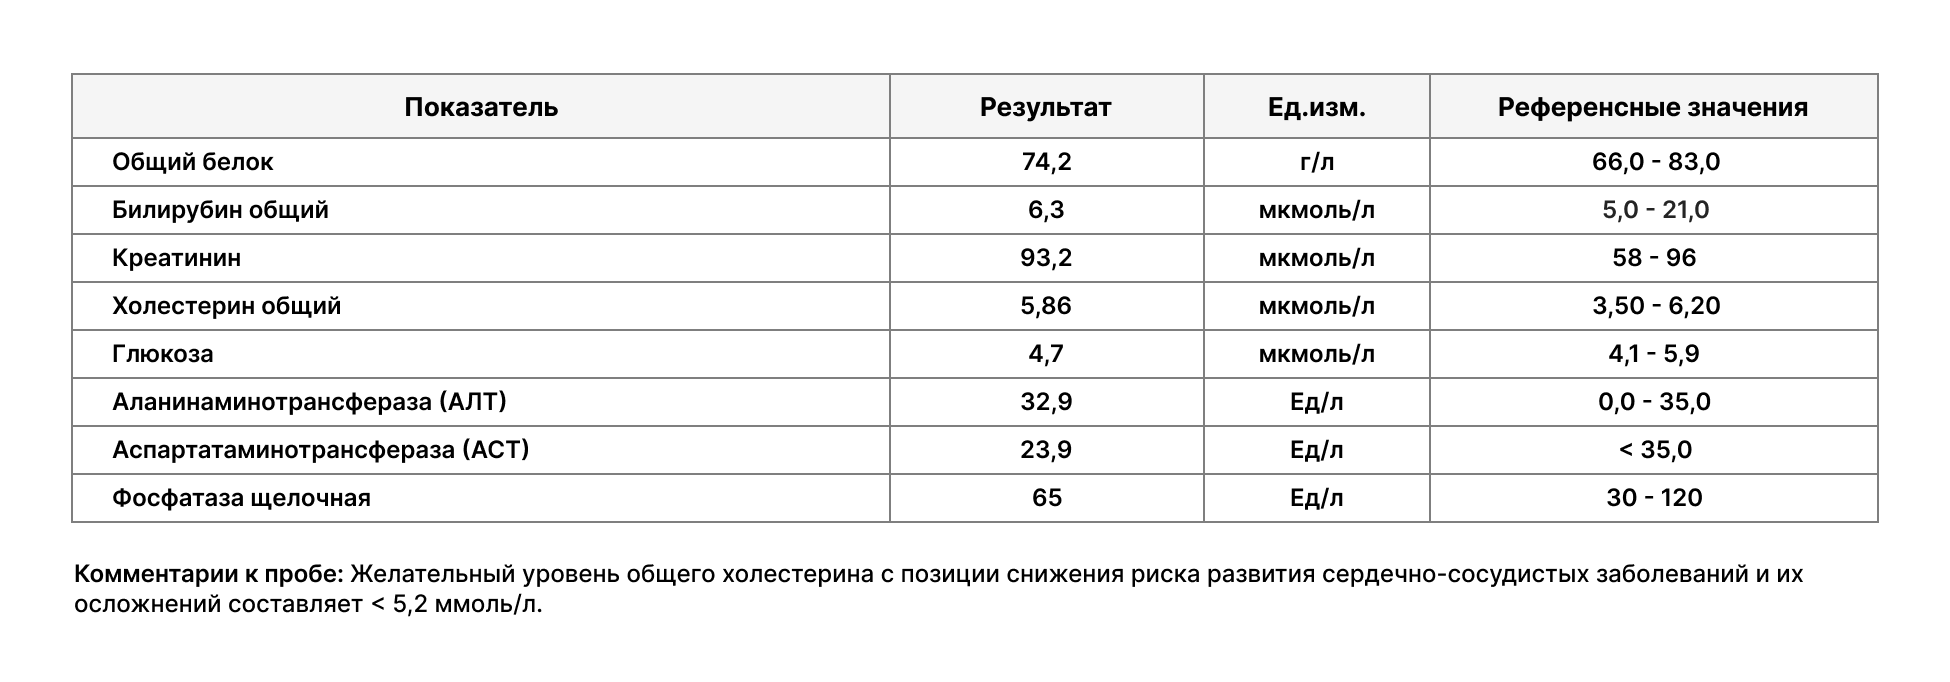 Показатель Результат Ед.изм. Референсные значения
Общий белок 74,2 г/л 66,0 - 83,0
Билирубин общий 6,3 мкмоль/л 5,0 - 21,0
Креатинин 93,2 мкмоль/л 58 - 96
Холестерин общий 5,86 мкмоль/л 3,50 - 6,20
Глюкоза 4,7 мкмоль/л 4,1 - 5,9
Аланинаминотрансфераза (АЛТ) 32,9 Ед/л 0,0 - 35,0
Аспартатаминотрансфераза (АСТ) 23,9 Ед/л < 35,0
Фосфатаза щелочная 65 Ед/л 30 - 120
Комментарии к пробе: Желательный уровень общего холестерина с позиции снижения риска развития сердечно-сосудистых заболеваний и их
осложнений составляет < 5,2 ммоль/л.